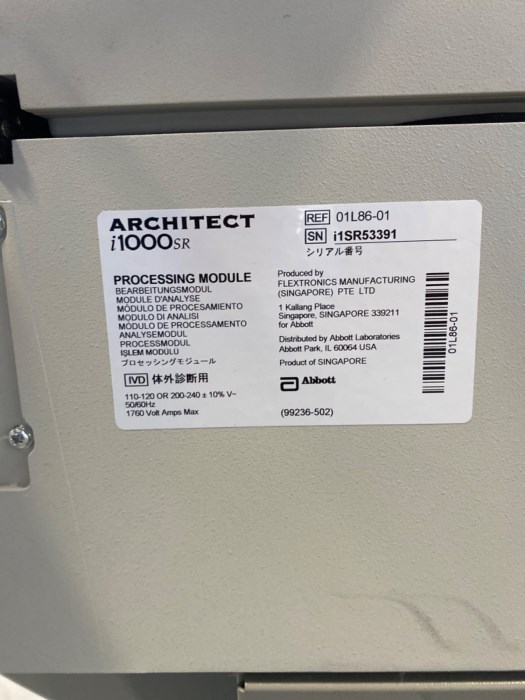 ARCHITECT
i1000SR
REF 01L86-01
SN i1SR53391
シリアル番号
PROCESSING MODULE
BEARBEITUNGSMODUL
MODULE D'ANALYSE
MÓDULO DE PROCESAMIENTO
MODULO DI ANALISI
MÓDULO DE PROCESSAMENTO
ANALYSEMODUL
PROCESSMODUL
İŞLEM MODÜLÜ
プロセッシングモジュール
IVD 体外診断用
110-120 OR 200-240 ± 10% V~
50/60Hz
1760 Volt Amps Max
Produced by
FLEXTRONICS MANUFACTURING
(SINGAPORE) PTE LTD
1 Kallang Place
Singapore, SINGAPORE 339211
for Abbott
Distributed by Abbott Laboratories
Abbott Park, IL 60064 USA
Product of SINGAPORE
Abbott
(99236-502)
01L86-01